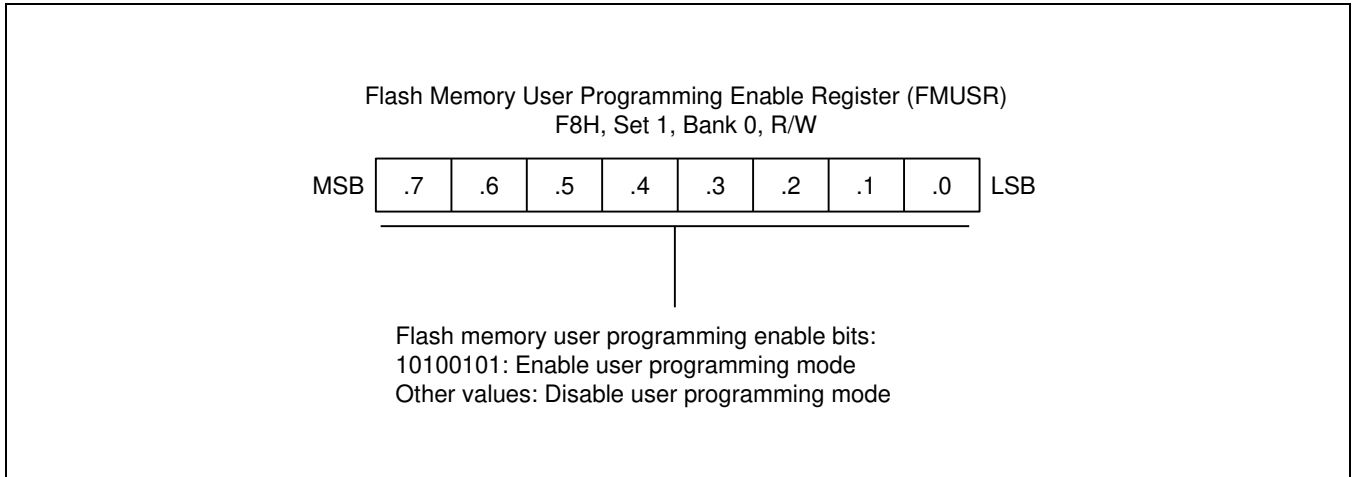 Flash Memory User Programming Enable Register (FMUSR)
F8H, Set 1, Bank 0, R/W
MSB .7 .6 .5 .4 .3 .2 .1 .0 LSB
Flash memory user programming enable bits:
10100101: Enable user programming mode
Other values: Disable user programming mode